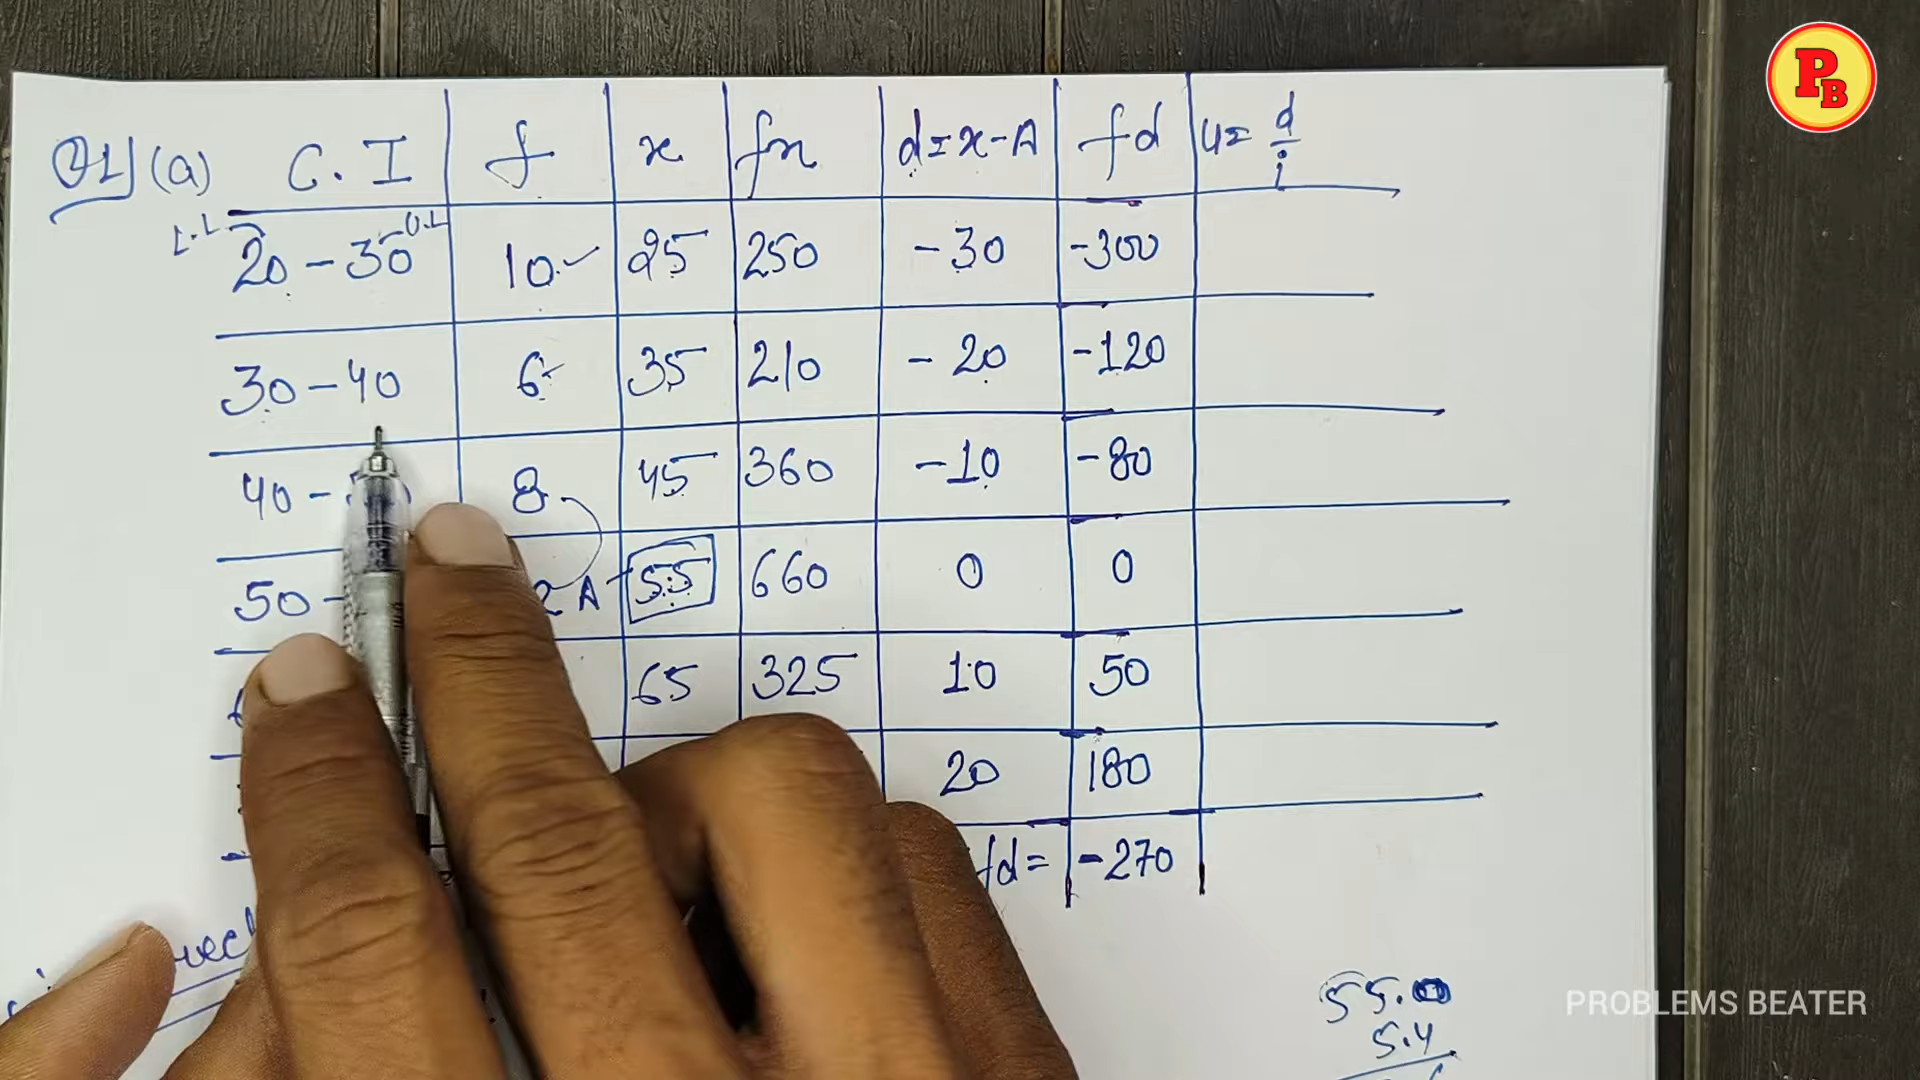 PB
Q1 (a) C.I f x fx d=x-A fd u= d/i
L.L 20-30 U.L 10 25 250 -30 -300
30-40 6 35 210 -20 -120
40- 8 45 360 -10 -80
50- 2 A 55 660 0 0
65 325 10 50
20 180
fd= -270
55.00
5.4
PROBLEMS BEATER